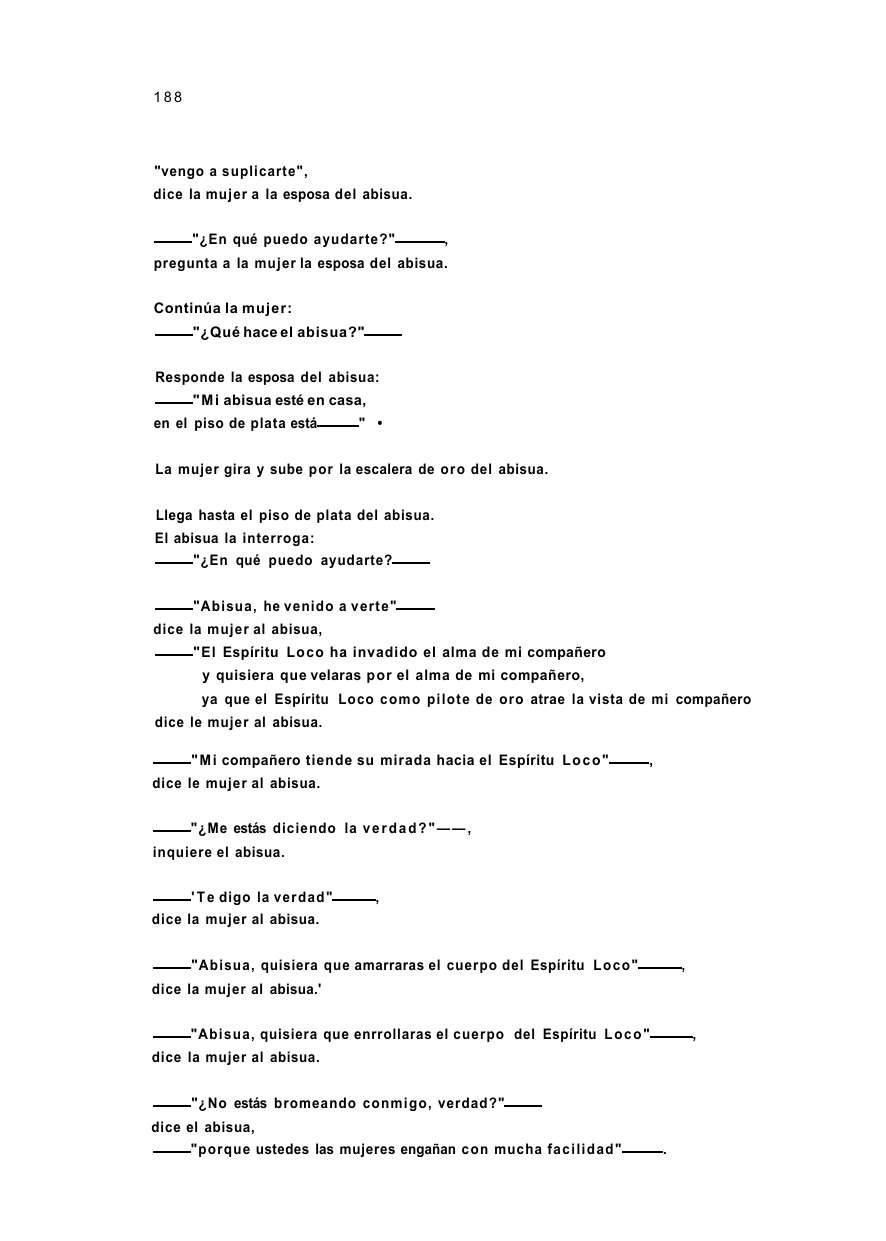 188
"vengo a suplicarte",
dice la mujer a la esposa del abisua.
——"¿En qué puedo ayudarte?"——,
pregunta a la mujer la esposa del abisua.
Continúa la mujer:
——"¿Qué hace el abisua?"——
Responde la esposa del abisua:
——"Mi abisua esté en casa,
en el piso de plata está——" •
La mujer gira y sube por la escalera de oro del abisua.
Llega hasta el piso de plata del abisua.
El abisua la interroga:
——"¿En qué puedo ayudarte?——
——"Abisua, he venido a verte"——
dice la mujer al abisua,
——"El Espíritu Loco ha invadido el alma de mi compañero
y quisiera que velaras por el alma de mi compañero,
ya que el Espíritu Loco como pilote de oro atrae la vista de mi compañero
dice le mujer al abisua.
——"Mi compañero tiende su mirada hacia el Espíritu Loco"——,
dice le mujer al abisua.
——"¿Me estás diciendo la verdad?"——,
inquiere el abisua.
——'Te digo la verdad"——,
dice la mujer al abisua.
——"Abisua, quisiera que amarraras el cuerpo del Espíritu Loco"——,
dice la mujer al abisua.'
——"Abisua, quisiera que enrrollaras el cuerpo del Espíritu Loco"——,
dice la mujer al abisua.
——"¿No estás bromeando conmigo, verdad?"——
dice el abisua,
——"porque ustedes las mujeres engañan con mucha facilidad"——.